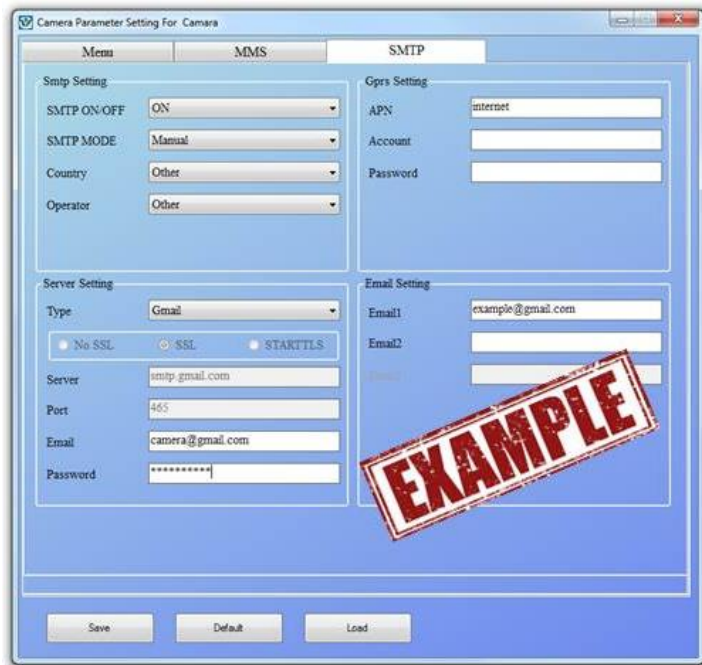 Camera Parameter Setting For Camara
Menu MMS SMTP
Smtp Setting
SMTP ON/OFF ON
SMTP MODE Manual
Country Other
Operator Other
Gprs Setting
APN internet
Account
Password
Server Setting
Type Gmail
No SSL SSL STARTTLS
Server smtp.gmail.com
Port 465
Email camera@gmail.com
Password **********
Email Setting
Email1 example@gmail.com
Email2
EXAMPLE
Save Default Load